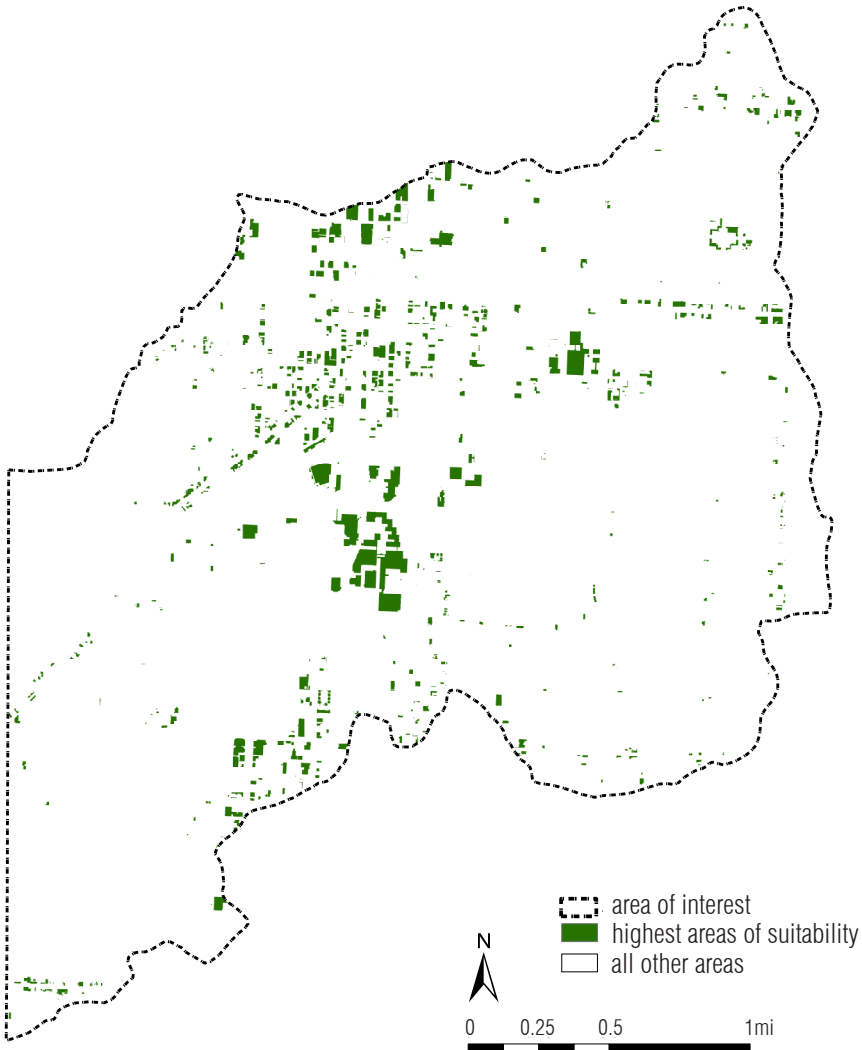 area of interest
highest areas of suitability
all other areas
N
0 0.25 0.5 1mi